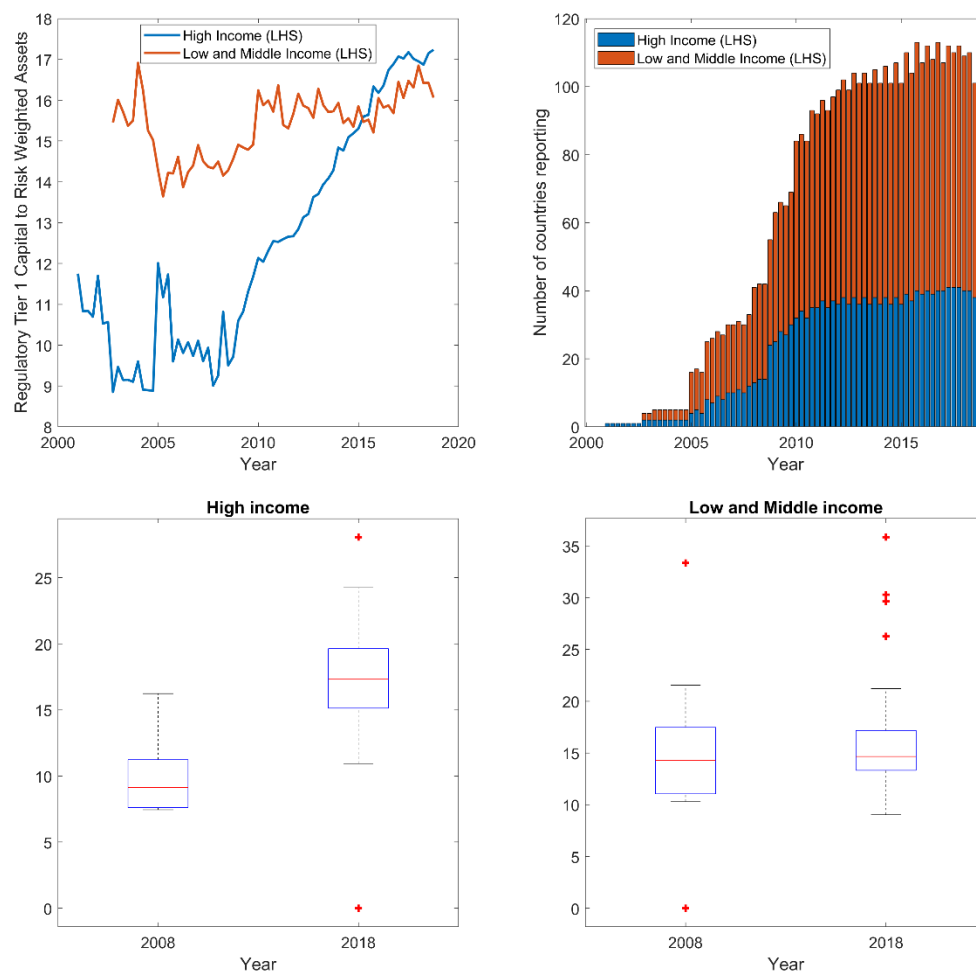 18
17
16
15
14
13
12
11
10
9
8
Regulatory Tier 1 Capital to Risk Weighted Assets
High Income (LHS)
Low and Middle Income (LHS)
2000 2005 2010 2015 2020
Year
120
100
80
60
40
20
0
Number of countries reporting
High Income (LHS)
Low and Middle Income (LHS)
2000 2005 2010 2015
Year
High income
25
20
15
10
5
0
2008 2018
Year
Low and Middle income
35
30
25
20
15
10
5
0
2008 2018
Year